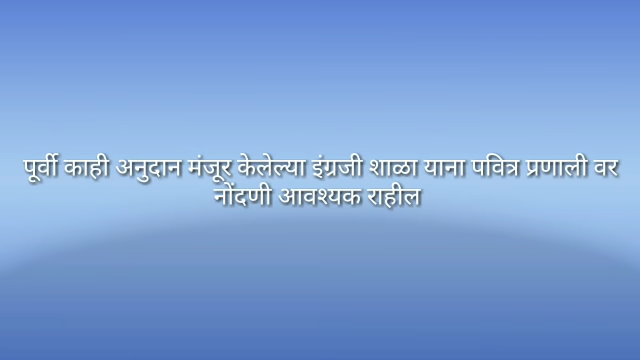 पूर्वी काही अनुदान मंजूर केलेल्या इंग्रजी शाळा याना पवित्र प्रणाली वर
नोंदणी आवश्यक राहील